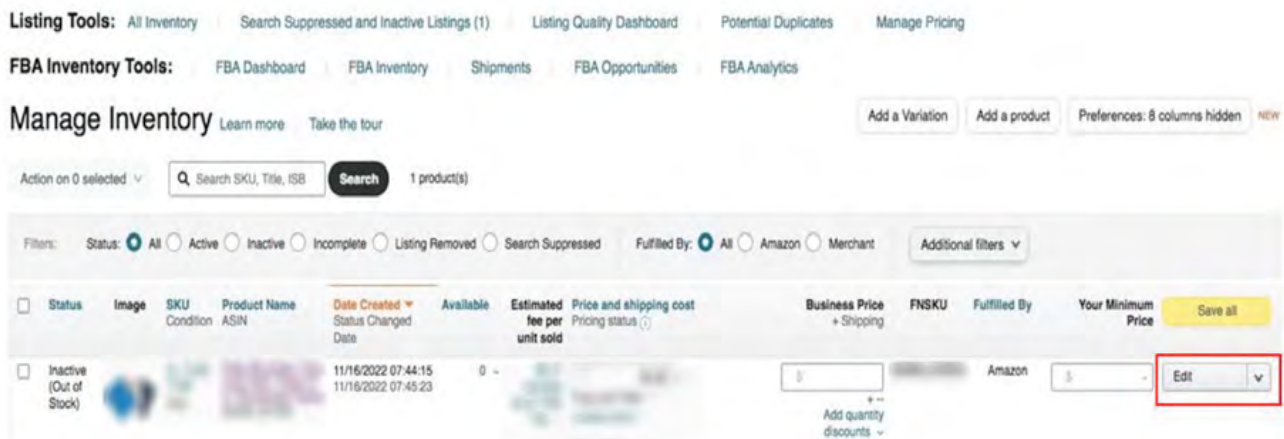 Listing Tools: All Inventory Search Suppressed and Inactive Listings (1) Listing Quality Dashboard Potential Duplicates Manage Pricing
FBA Inventory Tools: FBA Dashboard FBA Inventory Shipments FBA Opportunities FBA Analytics
Manage Inventory Learn more Take the tour Add a Variation Add a product Preferences: 8 columns hidden NEW
Action on 0 selected Search SKU, Title, ISB Search 1 product(s)
Filters: Status: All Active Inactive Incomplete Listing Removed Search Suppressed Fulfilled By: All Amazon Merchant Additional filters
Status Image SKU Product Name Date Created Available Estimated Price and shipping cost Business Price FNSKU Fulfilled By Your Minimum Save all
Condition ASIN Status Changed fee per Pricing status + Shipping Price
Date unit sold
Inactive 11/16/2022 07:44:15 0 $ Amazon $ Edit
(Out of 11/16/2022 07:45:23
Stock) + --
Add quantity
discounts